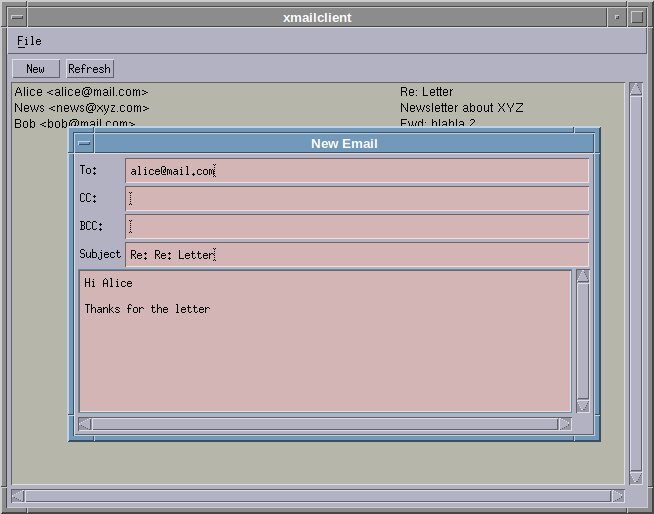 xmailclient
File
New Refresh
Alice <alice@mail.com> Re: Letter
News <news@xyz.com> Newsletter about XYZ
Bob <bob@mail.com> Fwd: blabla 2
New Email
To: alice@mail.com
CC:
BCC:
Subject Re: Re: Letter
Hi Alice
Thanks for the letter